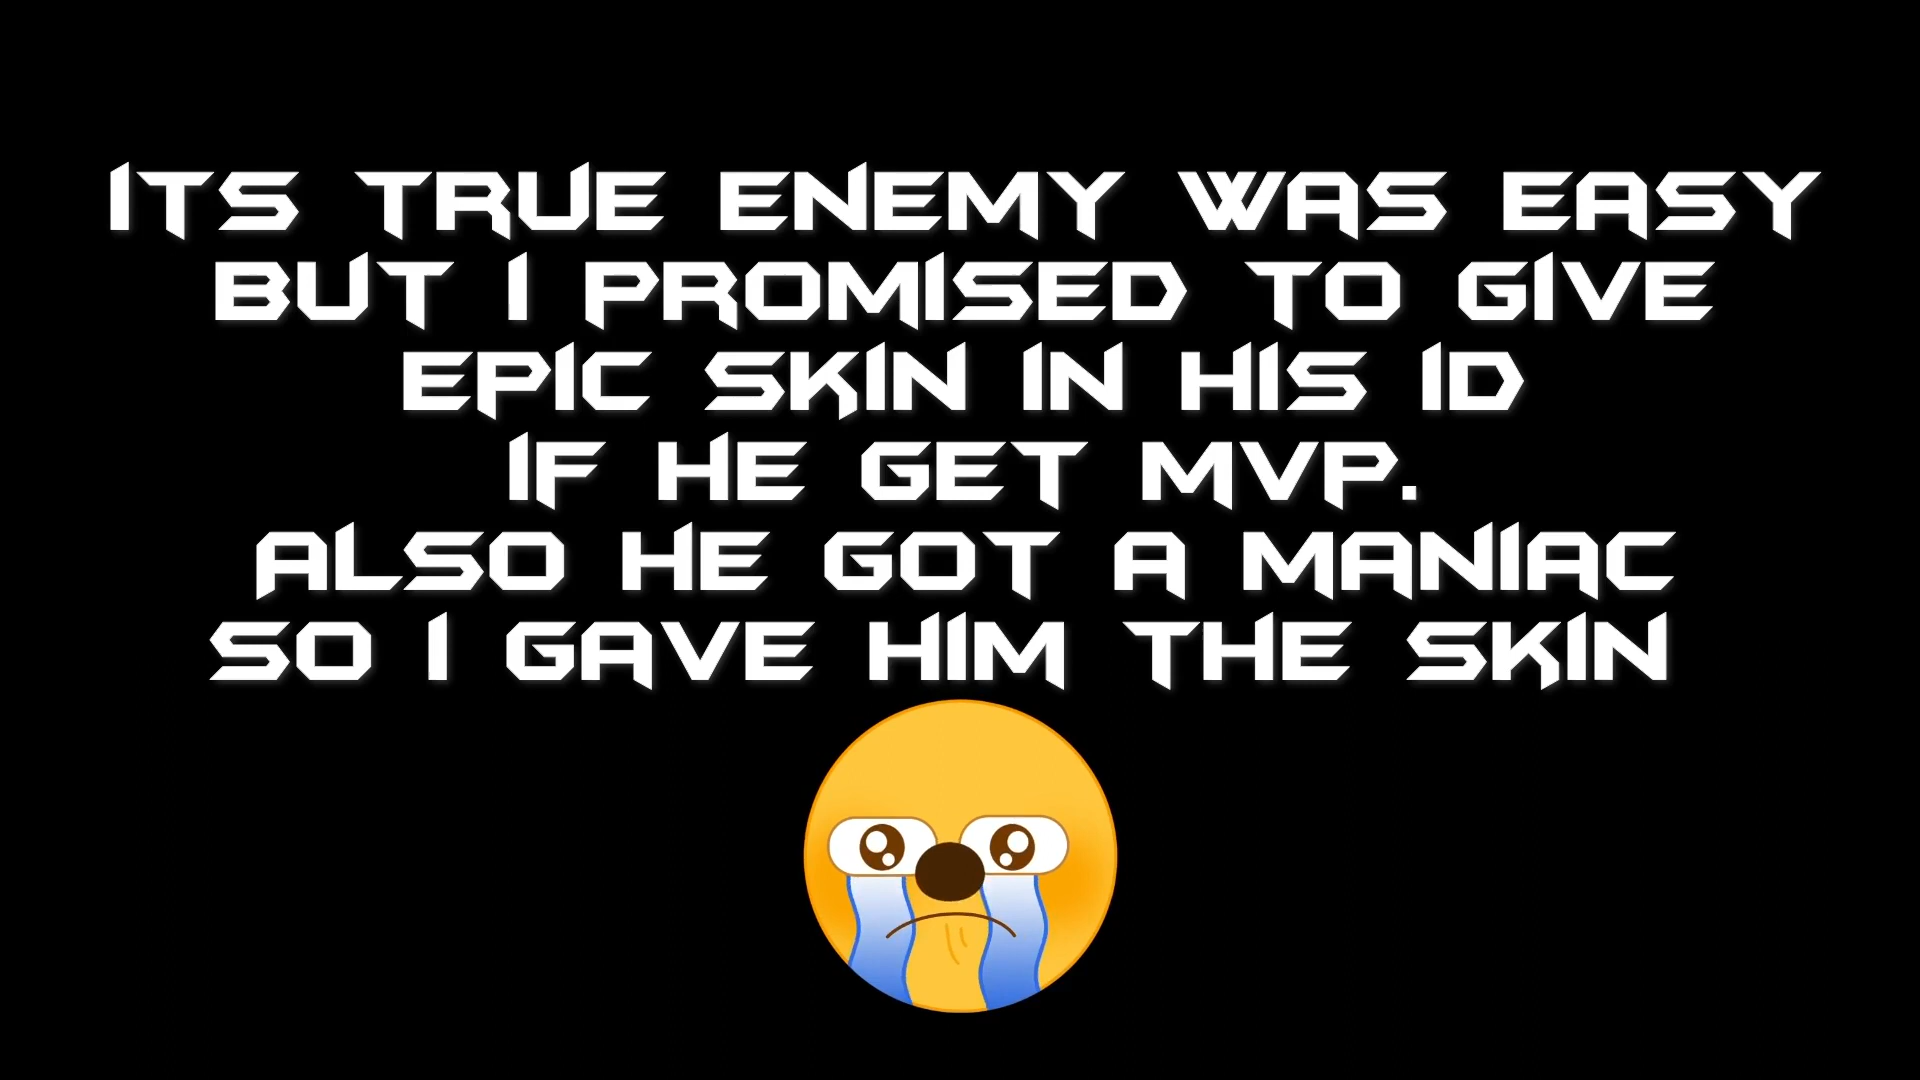 ITS TRUE ENEMY WAS EASY
BUT I PROMISED TO GIVE
EPIC SKIN IN HIS ID
IF HE GET MVP.
ALSO HE GOT A MANIAC
SO I GAVE HIM THE SKIN